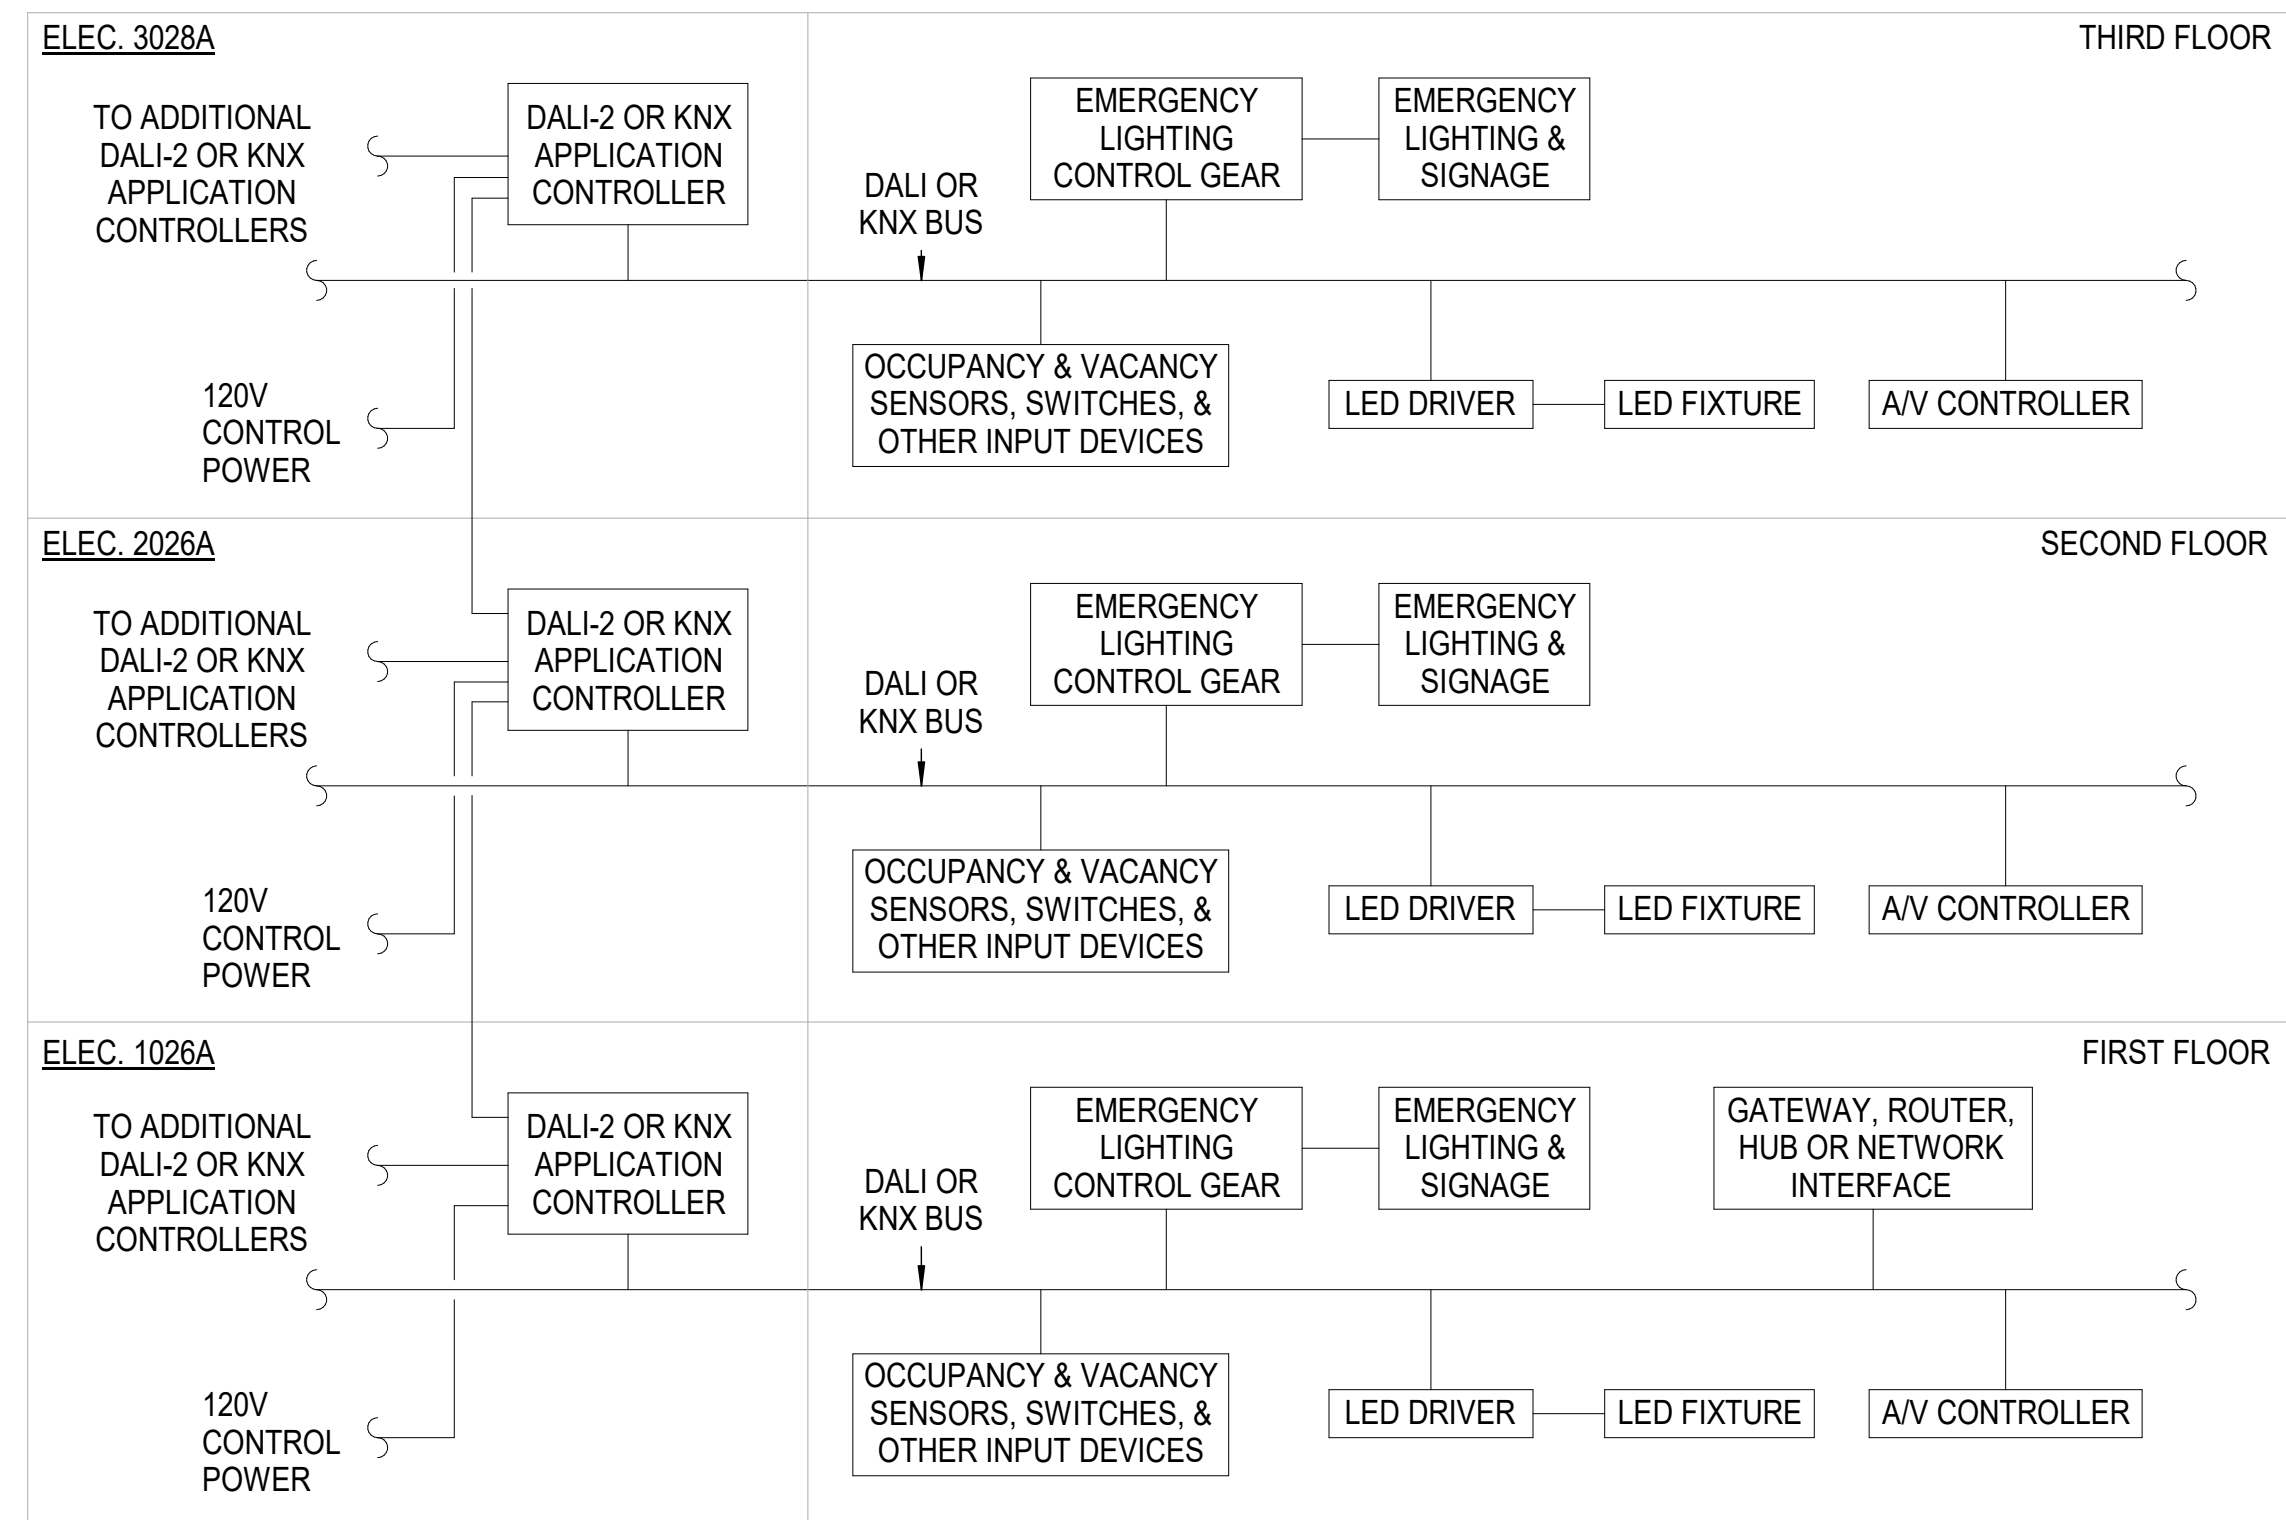 ELEC. 3028A
THIRD FLOOR
TO ADDITIONAL
DALI-2 OR KNX
APPLICATION
CONTROLLERS
DALI-2 OR KNX
APPLICATION
CONTROLLER
DALI OR
KNX BUS
EMERGENCY
LIGHTING
CONTROL GEAR
EMERGENCY
LIGHTING &
SIGNAGE
120V
CONTROL
POWER
OCCUPANCY & VACANCY
SENSORS, SWITCHES, &
OTHER INPUT DEVICES
LED DRIVER
LED FIXTURE
A/V CONTROLLER
ELEC. 2026A
SECOND FLOOR
TO ADDITIONAL
DALI-2 OR KNX
APPLICATION
CONTROLLERS
DALI-2 OR KNX
APPLICATION
CONTROLLER
DALI OR
KNX BUS
EMERGENCY
LIGHTING
CONTROL GEAR
EMERGENCY
LIGHTING &
SIGNAGE
120V
CONTROL
POWER
OCCUPANCY & VACANCY
SENSORS, SWITCHES, &
OTHER INPUT DEVICES
LED DRIVER
LED FIXTURE
A/V CONTROLLER
ELEC. 1026A
FIRST FLOOR
TO ADDITIONAL
DALI-2 OR KNX
APPLICATION
CONTROLLERS
DALI-2 OR KNX
APPLICATION
CONTROLLER
DALI OR
KNX BUS
EMERGENCY
LIGHTING
CONTROL GEAR
EMERGENCY
LIGHTING &
SIGNAGE
GATEWAY, ROUTER,
HUB OR NETWORK
INTERFACE
120V
CONTROL
POWER
OCCUPANCY & VACANCY
SENSORS, SWITCHES, &
OTHER INPUT DEVICES
LED DRIVER
LED FIXTURE
A/V CONTROLLER